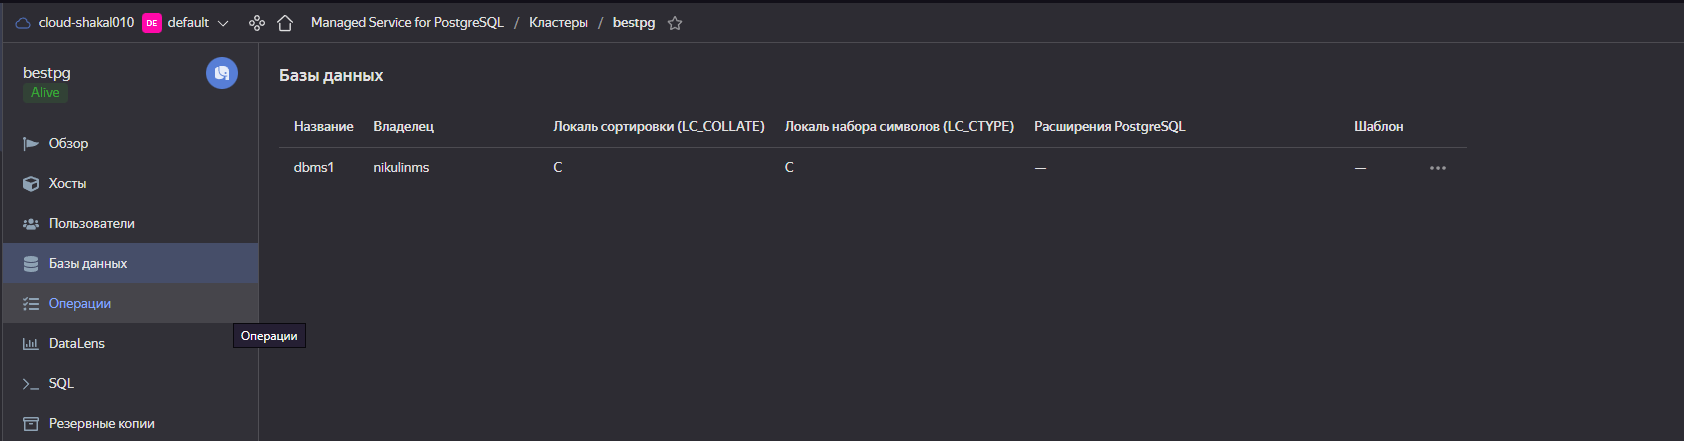 cloud-shakal010 DE default Managed Service for PostgreSQL / Кластеры / bestpg
bestpg
Alive
Обзор
Хосты
Пользователи
Базы данных
Операции
Операции
DataLens
SQL
Резервные копии
Базы данных
Название Владелец Локаль сортировки (LC_COLLATE) Локаль набора символов (LC_CTYPE) Расширения PostgreSQL Шаблон
dbms1 nikulinms C C — —